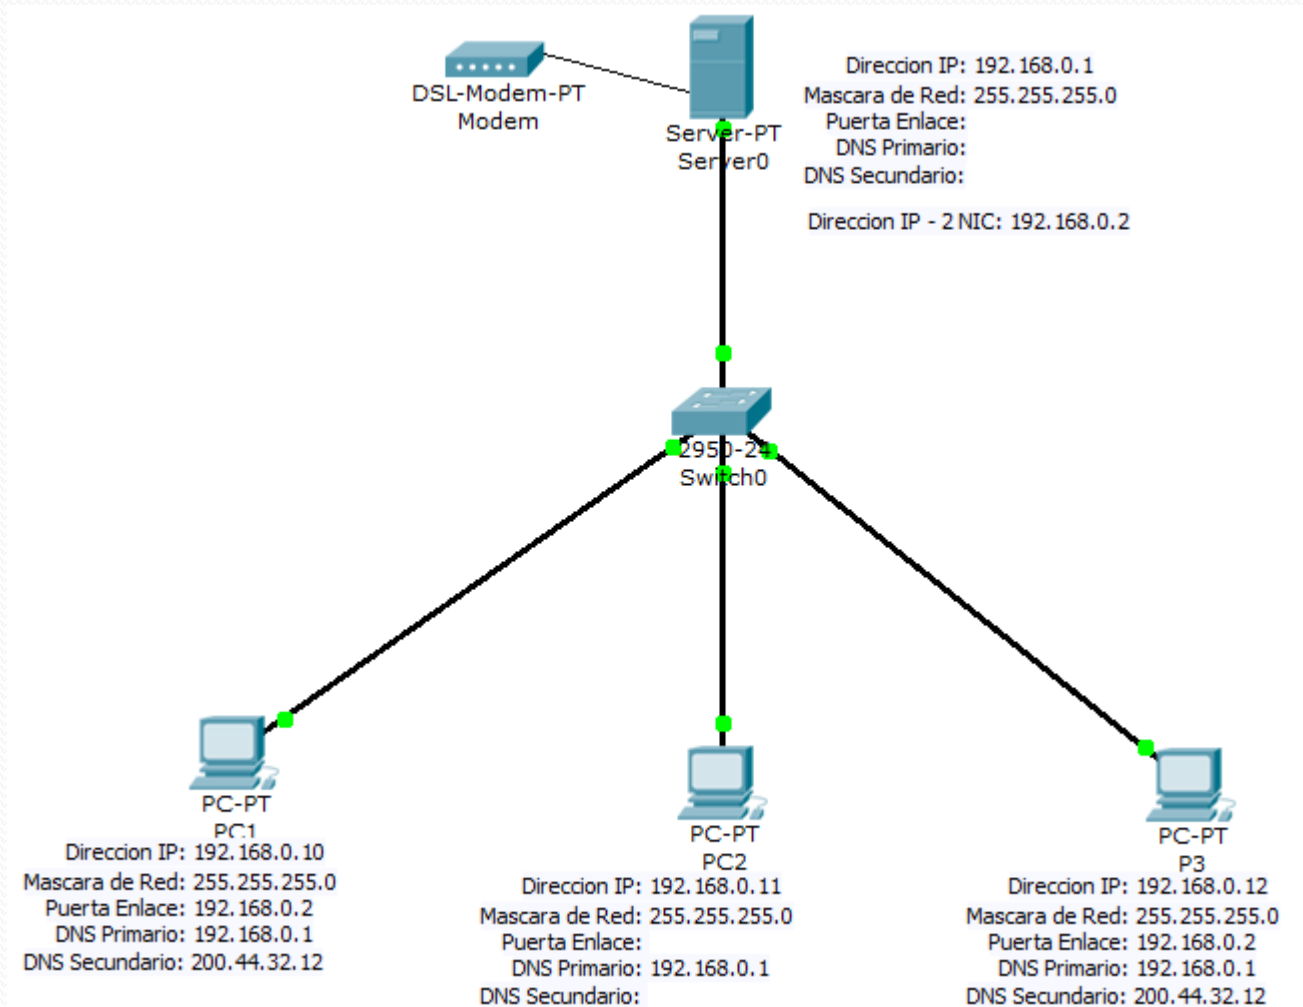 DSL-Modem-PT
Modem
Server-PT
Server0
Direccion IP: 192.168.0.1
Mascara de Red: 255.255.255.0
Puerta Enlace:
DNS Primario:
DNS Secundario:
Direccion IP - 2 NIC: 192.168.0.2
2950-24
Switch0
PC-PT
PC1
Direccion IP: 192.168.0.10
Mascara de Red: 255.255.255.0
Puerta Enlace: 192.168.0.2
DNS Primario: 192.168.0.1
DNS Secundario: 200.44.32.12
PC-PT
PC2
Direccion IP: 192.168.0.11
Mascara de Red: 255.255.255.0
Puerta Enlace:
DNS Primario: 192.168.0.1
DNS Secundario:
PC-PT
P3
Direccion IP: 192.168.0.12
Mascara de Red: 255.255.255.0
Puerta Enlace: 192.168.0.2
DNS Primario: 192.168.0.1
DNS Secundario: 200.44.32.12